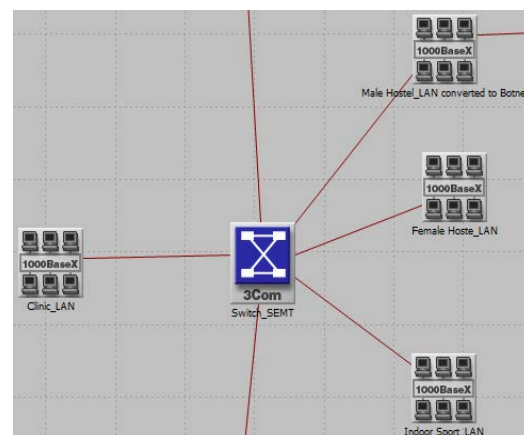 1000BaseX
Male Hostel_LAN converted to Botne
1000BaseX
Female Hoste_LAN
1000BaseX
Clinic_LAN
3Com
Switch_SEMT
1000BaseX
Indoor Sport_LAN